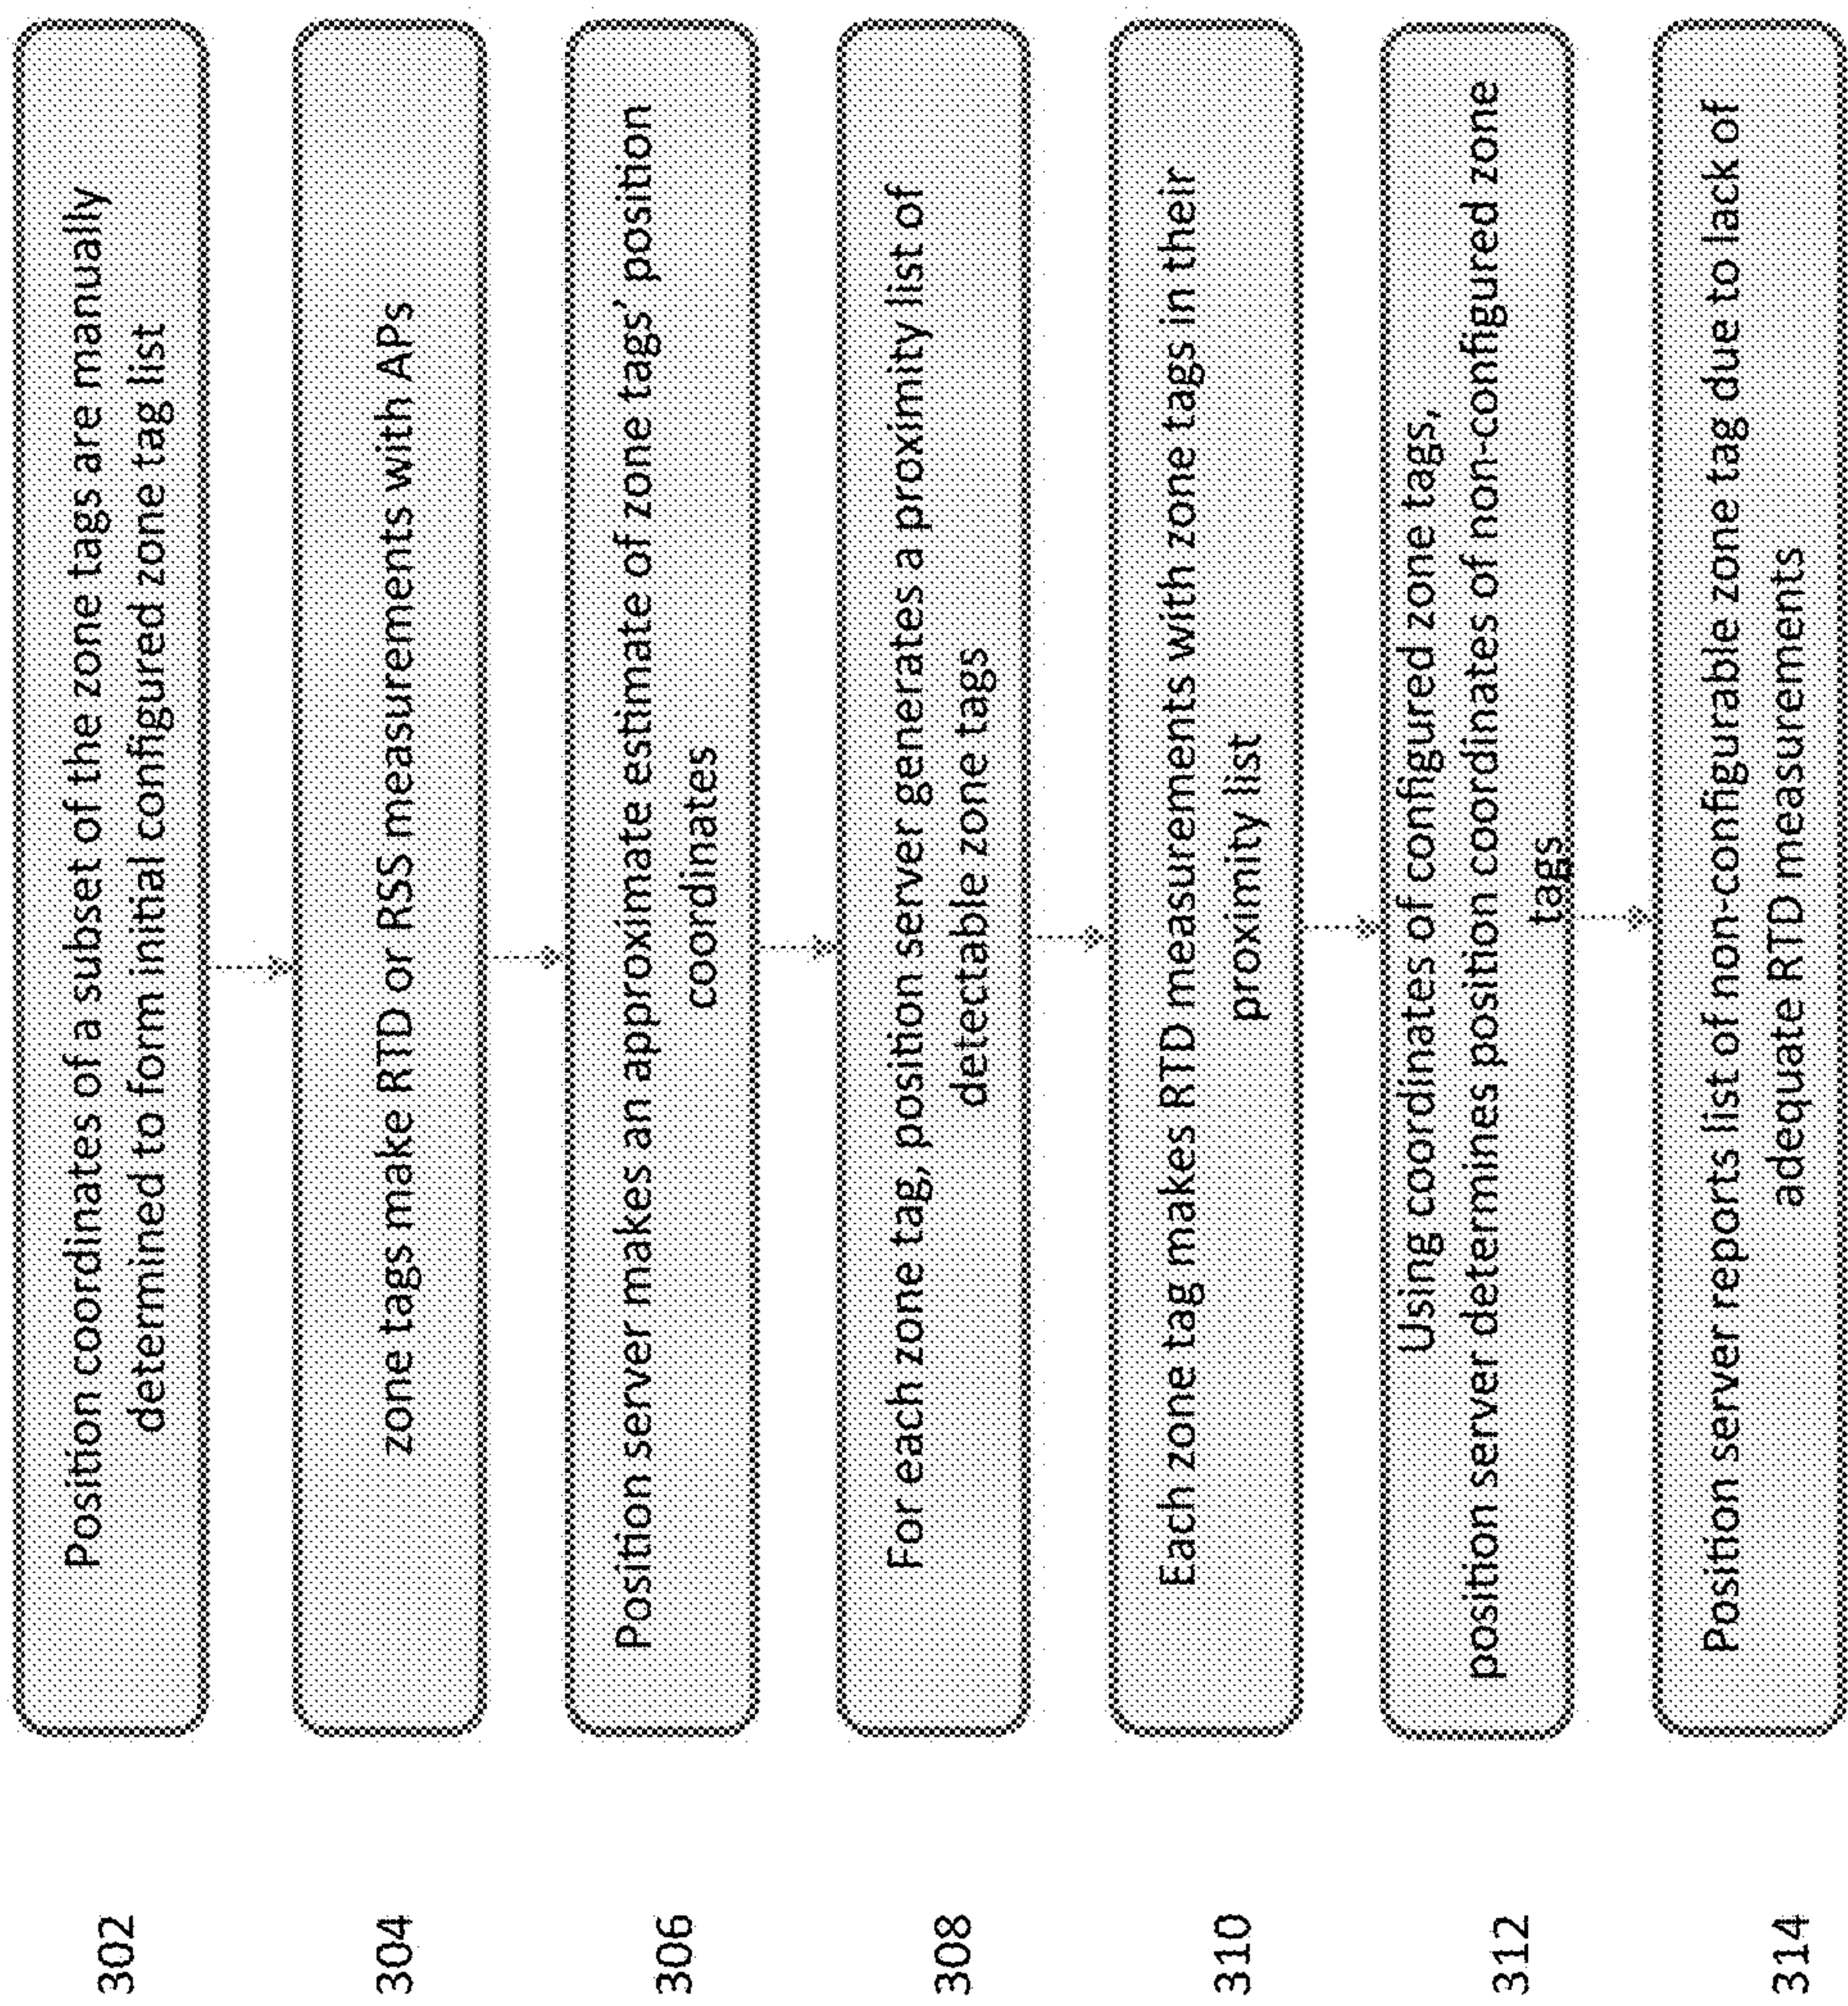 302
Position coordinates of a subset of the zone tags are manually
determined to form initial configured zone tag list
304
zone tags make RTD or RSS measurements with APs
306
Position server makes an approximate estimate of zone tags’ position
coordinates
308
For each zone tag, position server generates a proximity list of
detectable zone tags
310
Each zone tag makes RTD measurements with zone tags in their
proximity list
312
Using coordinates of configured zone tags,
position server determines position coordinates of non-configured zone
tags
314
Position server reports list of non-configurable zone tag due to lack of
adequate RTD measurements